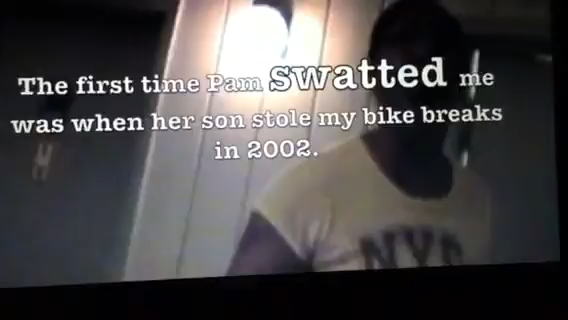 The first time Pam swatted me
was when her son stole my bike breaks
in 2002.
NYC